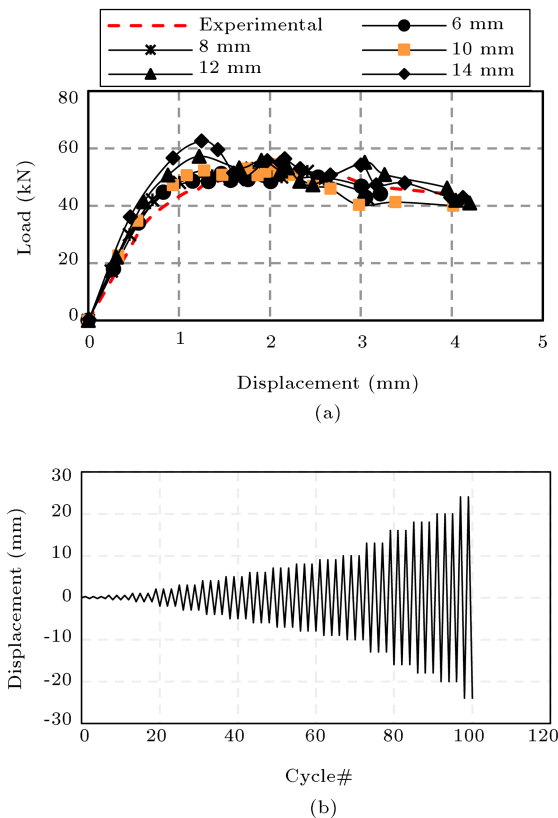 Experimental 6 mm
8 mm 10 mm
12 mm 14 mm
80
60
40
20
0
Load (kN)
0 1 2 3 4 5
Displacement (mm)
(a)
30
20
10
0
-10
-20
-30
Displacement (mm)
0 20 40 60 80 100 120
Cycle#
(b)